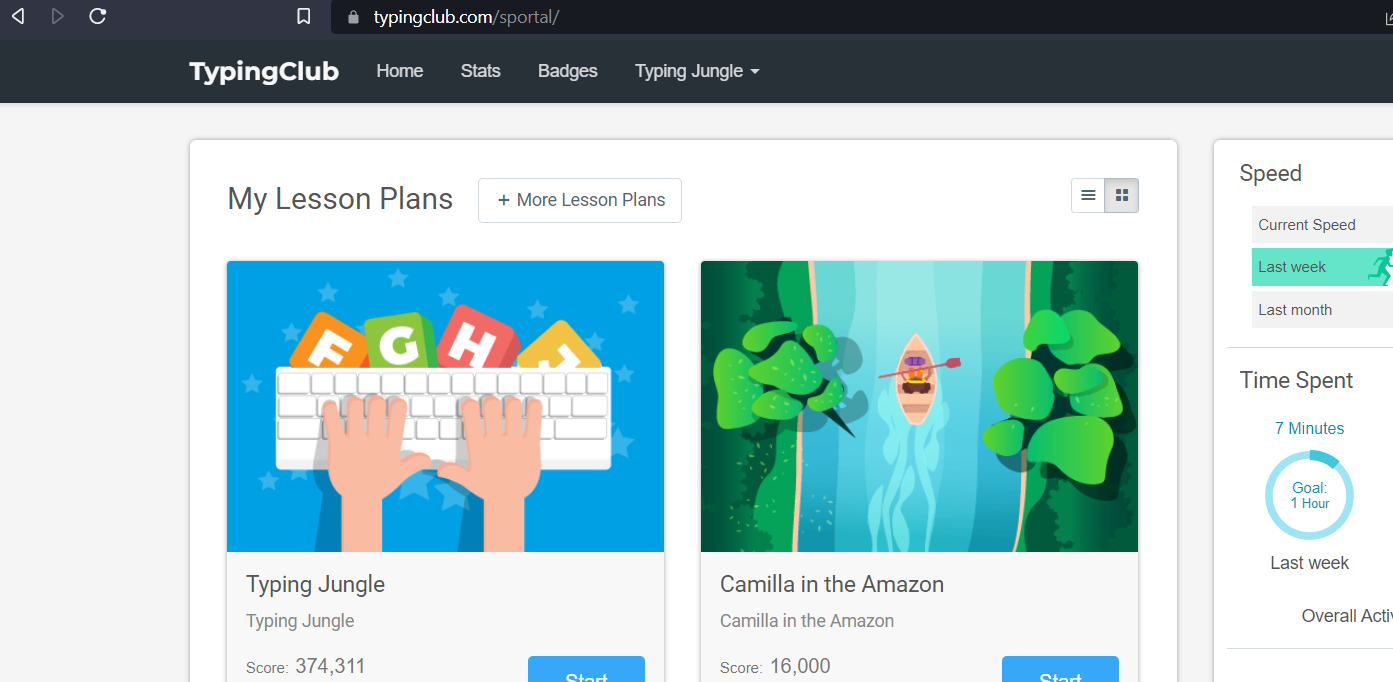 typingclub.com/sportal/
TypingClub Home Stats Badges Typing Jungle
My Lesson Plans
+ More Lesson Plans
F G H
Typing Jungle
Typing Jungle
Score: 374,311
Start
Camilla in the Amazon
Camilla in the Amazon
Score: 16,000
Start
Speed
Current Speed
Last week
Last month
Time Spent
7 Minutes
Goal:
1 Hour
Last week
Overall